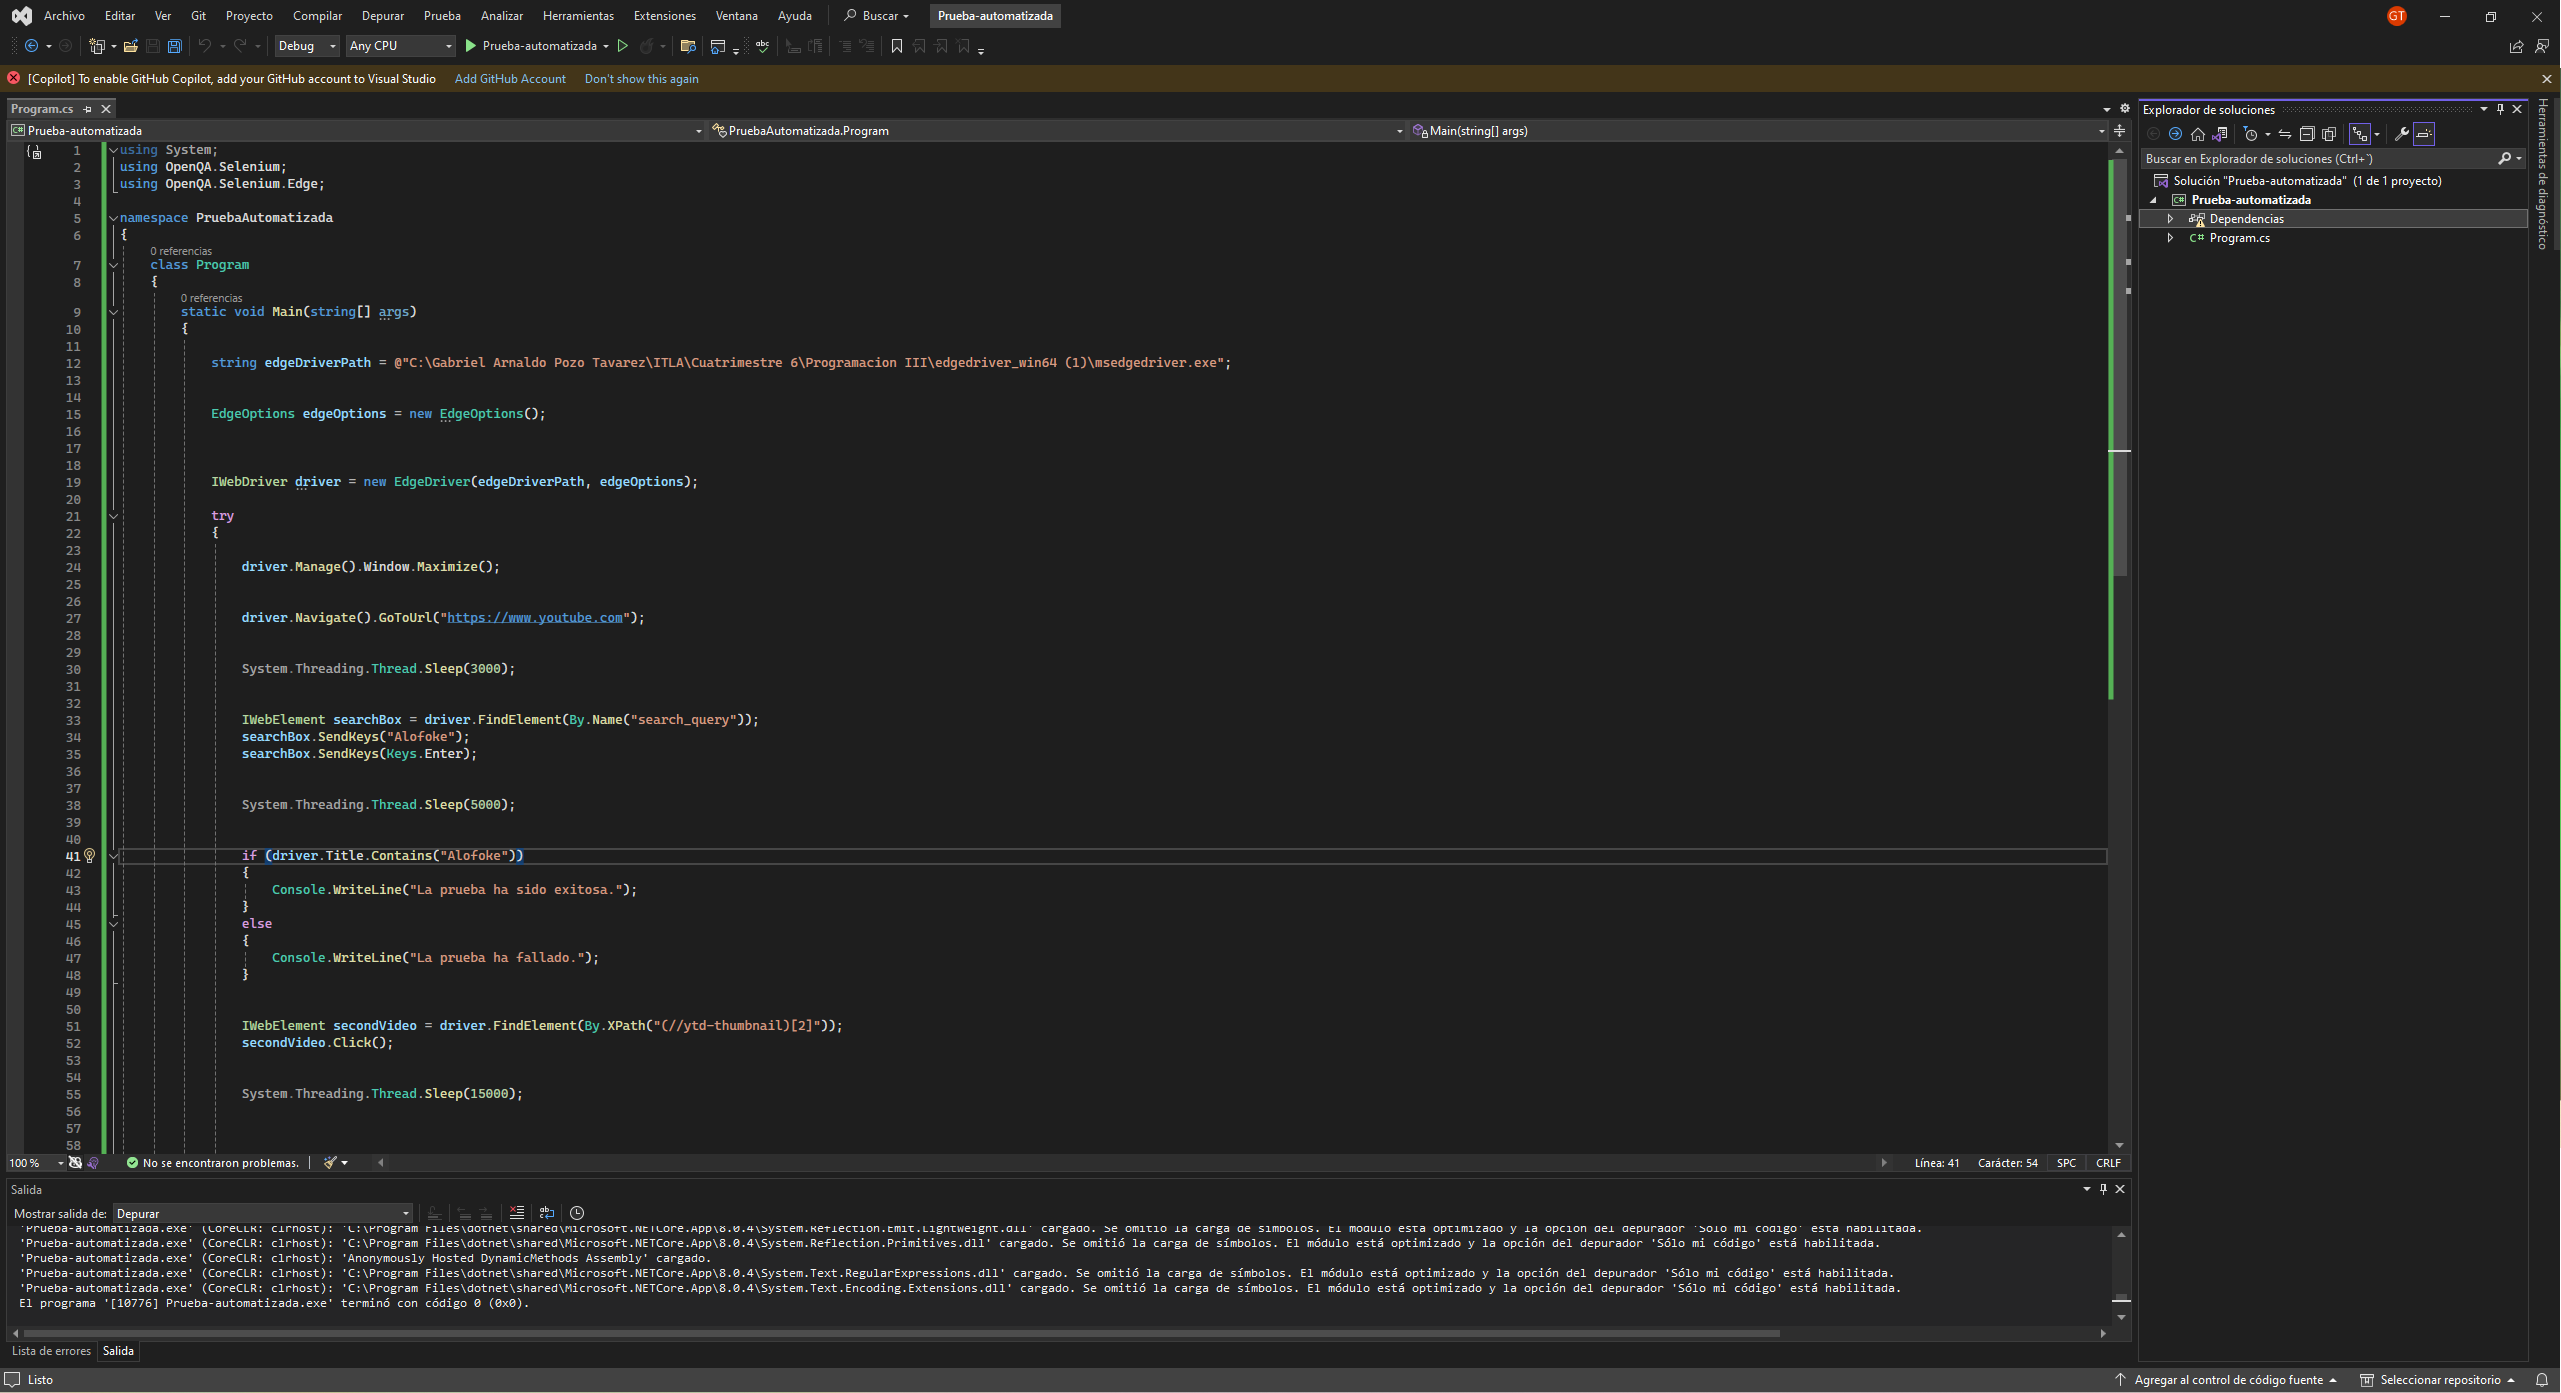 Archivo Editar Ver Git Proyecto Compilar Depurar Prueba Analizar Herramientas Extensiones Ventana Ayuda Buscar Prueba-automatizada GT
Debug Any CPU Prueba-automatizada
[Copilot] To enable GitHub Copilot, add your GitHub account to Visual Studio Add GitHub Account Don't show this again
Program.cs
Prueba-automatizada PruebaAutomatizada.Program Main(string[] args)
1 using System;
2 using OpenQA.Selenium;
3 using OpenQA.Selenium.Edge;
4
5 namespace PruebaAutomatizada
6 {
0 referencias
7 class Program
8 {
0 referencias
9 static void Main(string[] args)
10 {
11
12 string edgeDriverPath = @"C:\Gabriel Arnaldo Pozo Tavarez\ITLA\Cuatrimestre 6\Programacion III\edgedriver_win64 (1)\msedgedriver.exe";
13
14
15 EdgeOptions edgeOptions = new EdgeOptions();
16
17
18
19 IWebDriver driver = new EdgeDriver(edgeDriverPath, edgeOptions);
20
21 try
22 {
23
24 driver.Manage().Window.Maximize();
25
26
27 driver.Navigate().GoToUrl("https://www.youtube.com");
28
29
30 System.Threading.Thread.Sleep(3000);
31
32
33 IWebElement searchBox = driver.FindElement(By.Name("search_query"));
34 searchBox.SendKeys("Alofoke");
35 searchBox.SendKeys(Keys.Enter);
36
37
38 System.Threading.Thread.Sleep(5000);
39
40
41 if (driver.Title.Contains("Alofoke"))
42 {
43 Console.WriteLine("La prueba ha sido exitosa.");
44 }
45 else
46 {
47 Console.WriteLine("La prueba ha fallado.");
48 }
49
50
51 IWebElement secondVideo = driver.FindElement(By.XPath("(//ytd-thumbnail)[2]"));
52 secondVideo.Click();
53
54
55 System.Threading.Thread.Sleep(15000);
56
57
58
100 % No se encontraron problemas. Línea: 41 Carácter: 54 SPC CRLF
Salida
Mostrar salida de: Depurar
'Prueba-automatizada.exe' (CoreCLR: clrhost): 'C:\Program Files\dotnet\shared\Microsoft.NETCore.App\8.0.4\System.Reflection.Emit.LightWeight.dll' cargado. Se omitió la carga de símbolos. El módulo está optimizado y la opción del depurador 'Sólo mi código' está habilitada.
'Prueba-automatizada.exe' (CoreCLR: clrhost): 'C:\Program Files\dotnet\shared\Microsoft.NETCore.App\8.0.4\System.Reflection.Primitives.dll' cargado. Se omitió la carga de símbolos. El módulo está optimizado y la opción del depurador 'Sólo mi código' está habilitada.
'Prueba-automatizada.exe' (CoreCLR: clrhost): 'Anonymously Hosted DynamicMethods Assembly' cargado.
'Prueba-automatizada.exe' (CoreCLR: clrhost): 'C:\Program Files\dotnet\shared\Microsoft.NETCore.App\8.0.4\System.Text.RegularExpressions.dll' cargado. Se omitió la carga de símbolos. El módulo está optimizado y la opción del depurador 'Sólo mi código' está habilitada.
'Prueba-automatizada.exe' (CoreCLR: clrhost): 'C:\Program Files\dotnet\shared\Microsoft.NETCore.App\8.0.4\System.Text.Encoding.Extensions.dll' cargado. Se omitió la carga de símbolos. El módulo está optimizado y la opción del depurador 'Sólo mi código' está habilitada.
El programa '[10776] Prueba-automatizada.exe' terminó con código 0 (0x0).
Lista de errores Salida
Explorador de soluciones
Buscar en Explorador de soluciones (Ctrl+`)
Solución "Prueba-automatizada" (1 de 1 proyecto)
C# Prueba-automatizada
Dependencias
C# Program.cs
Herramientas de diagnóstico
Listo Agregar al control de código fuente Seleccionar repositorio